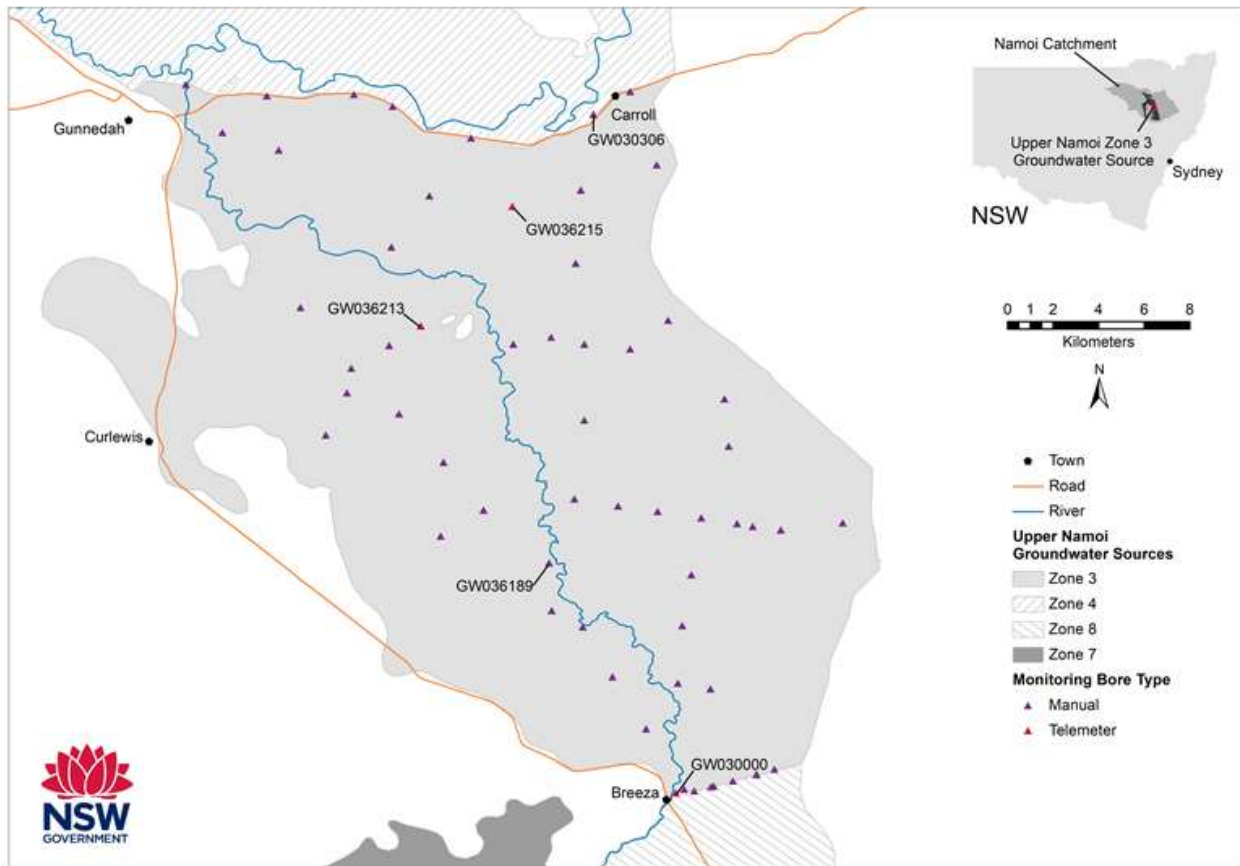 Gunnedah
Carroll
GW030306
GW036215
GW036213
Curlewis
GW036189
GW030000
Breeza
NSW
GOVERNMENT
Namoi Catchment
Upper Namoi Zone 3
Groundwater Source
Sydney
NSW
0 1 2 4 6 8
Kilometers
N
Town
Road
River
Upper Namoi
Groundwater Sources
Zone 3
Zone 4
Zone 8
Zone 7
Monitoring Bore Type
Manual
Telemeter